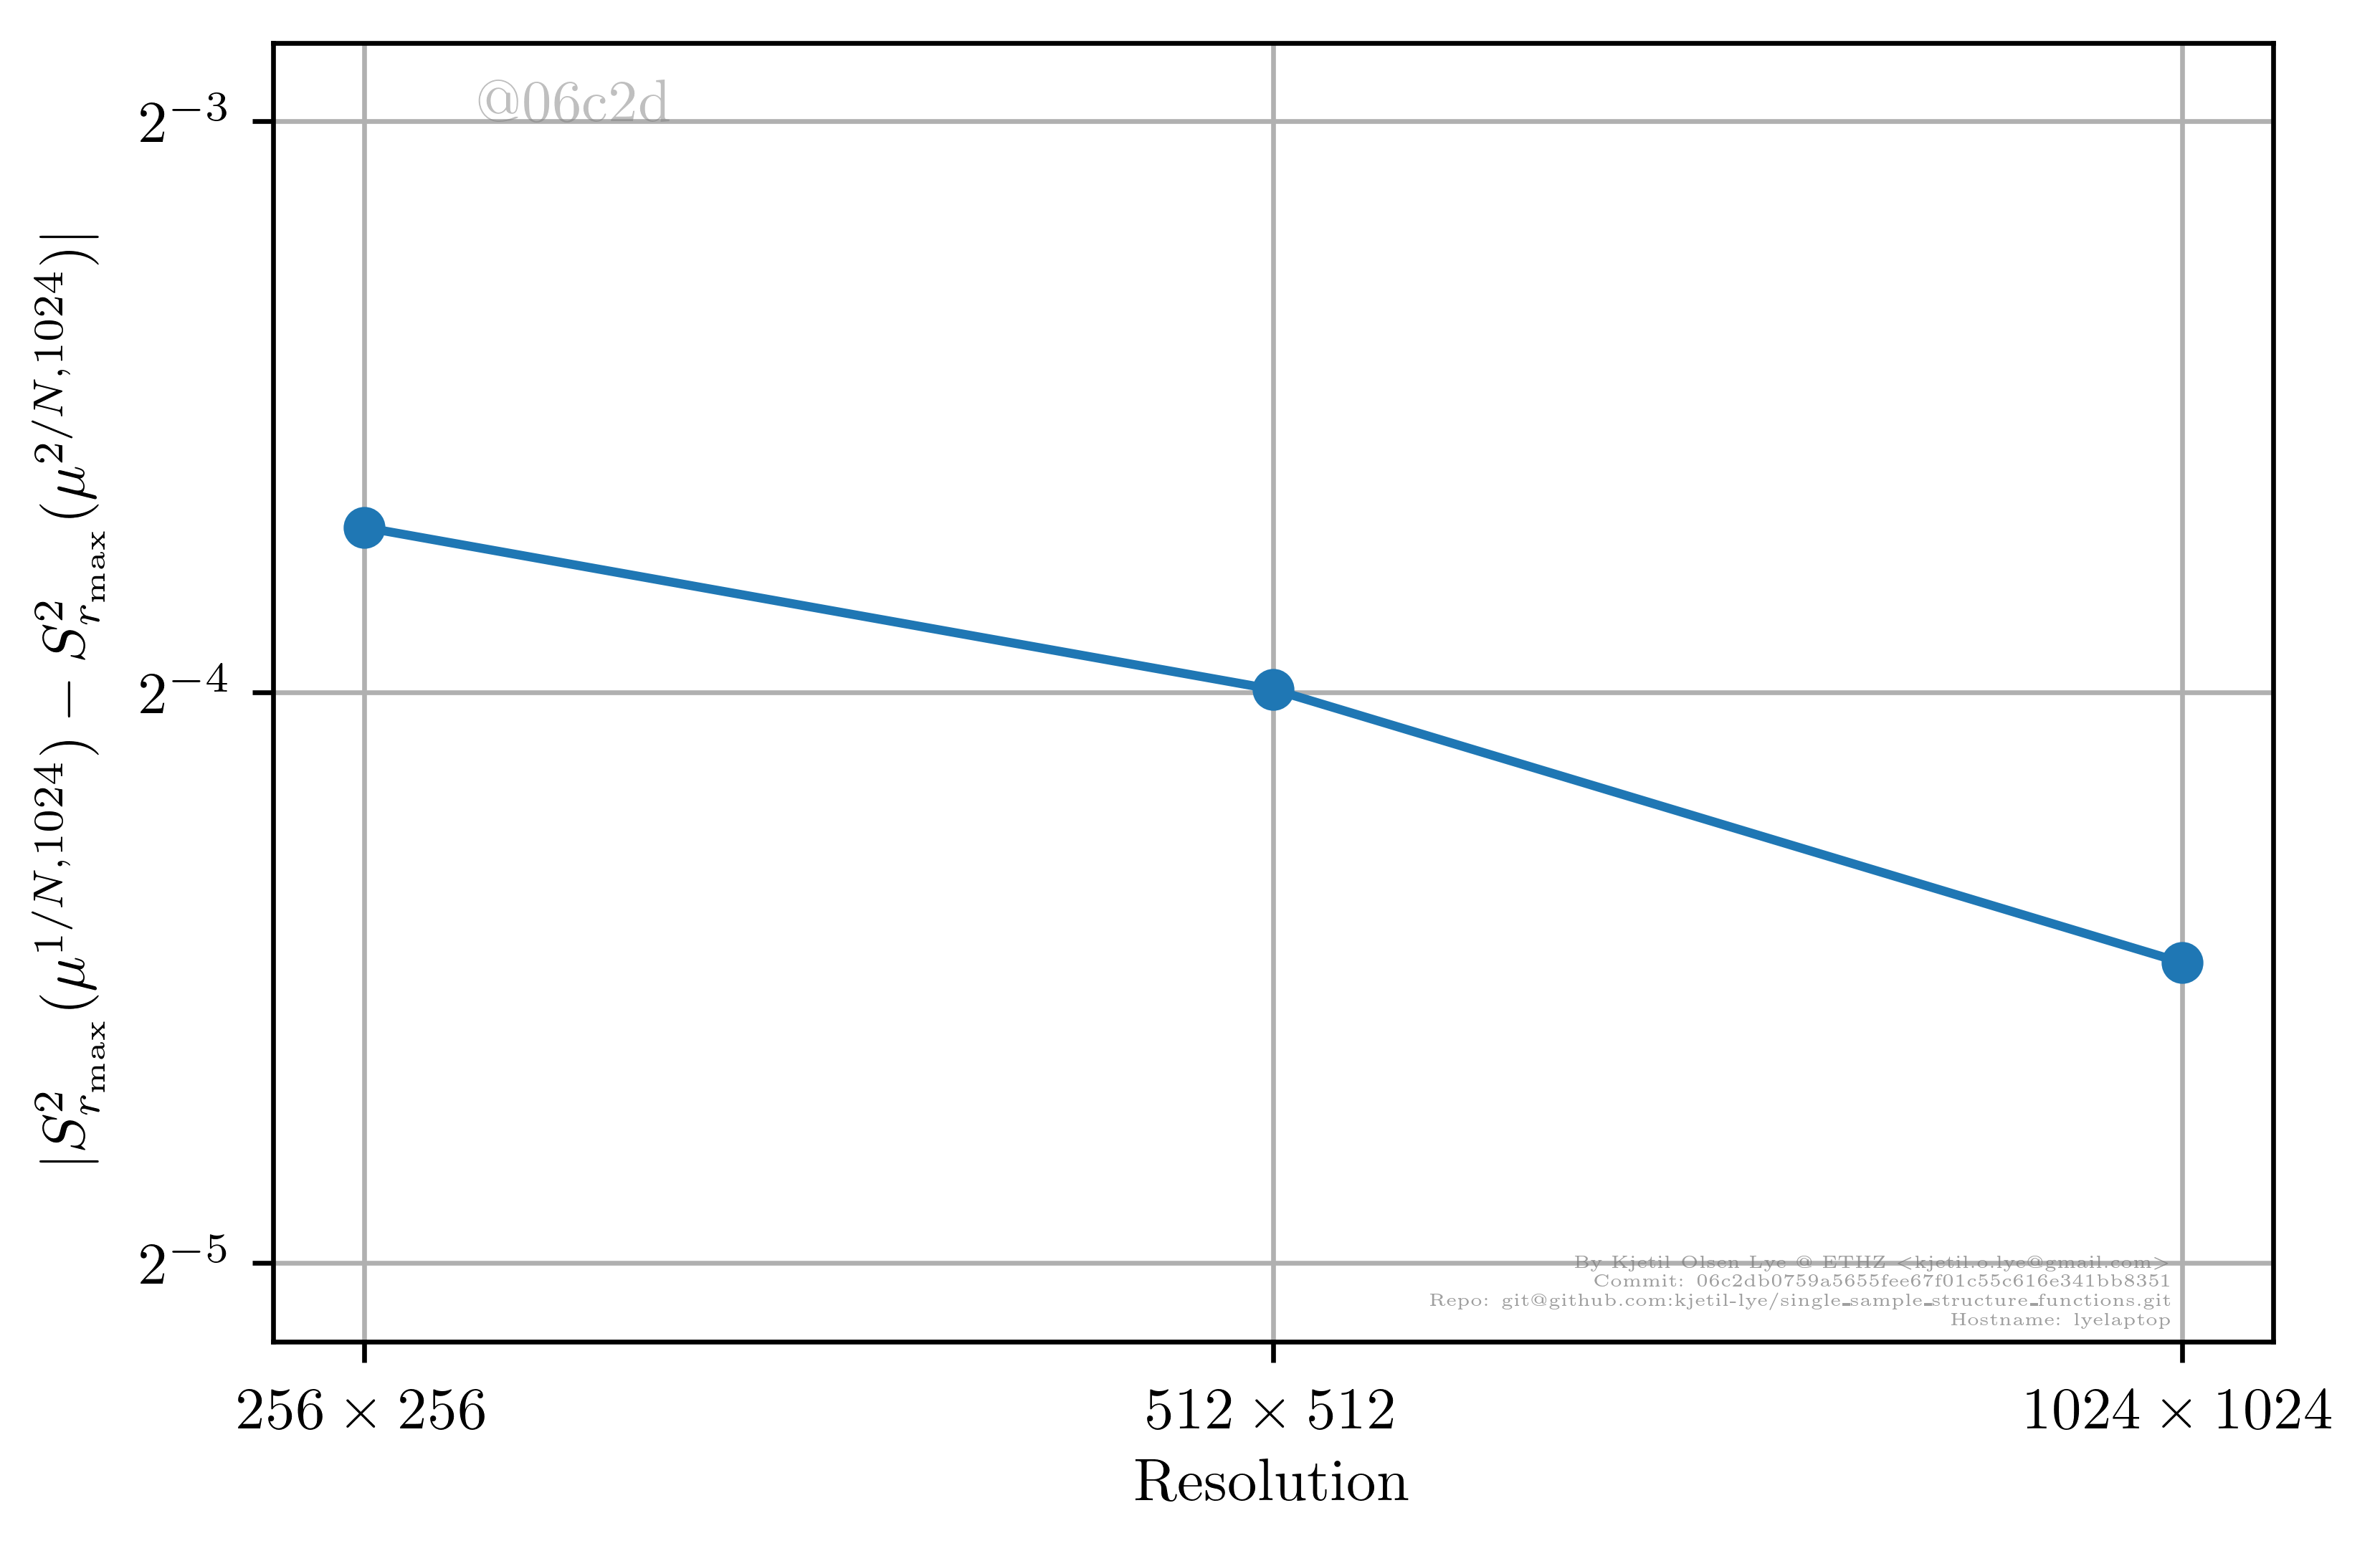 @06c2d
2⁻³
2⁻⁴
2⁻⁵
|S²_{r_max}(μ^{1/N,1024}) − S²_{r_max}(μ^{2/N,1024})|
By Kjetil Olsen Lye @ ETHZ <kjetil.o.lye@gmail.com>
Commit: 06c2db0759a5655fee67f01c55c616e341bb8351
Repo: git@github.com:kjetil-lye/single_sample_structure_functions.git
Hostname: lyelaptop
256 × 256
512 × 512
1024 × 1024
Resolution